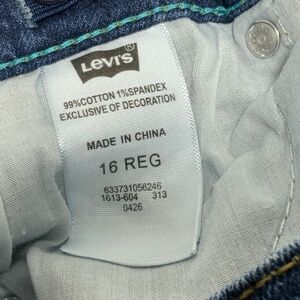 LEVI'S
99%COTTON 1%SPANDEX
EXCLUSIVE OF DECORATION
MADE IN CHINA
16 REG
633731056246
1613-604 313
0426